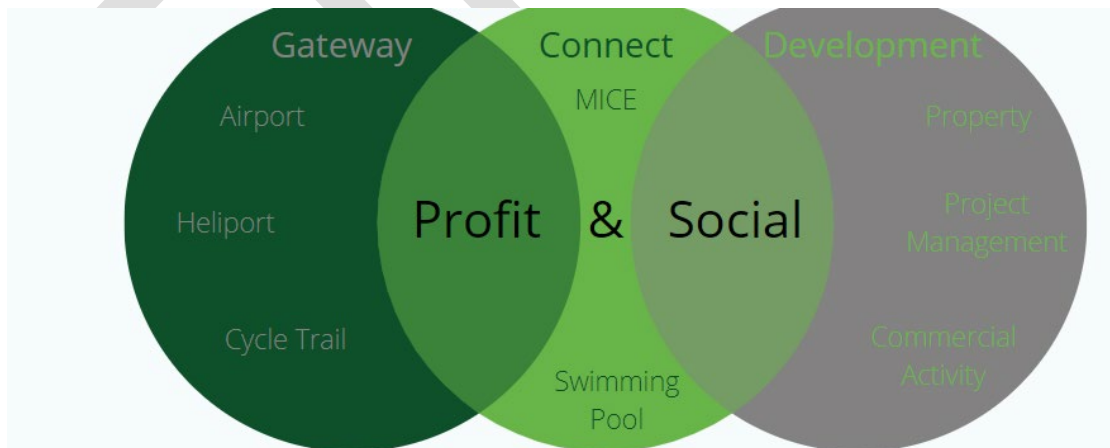 Gateway
Connect
Development
Airport
MICE
Property
Heliport
Profit & Social
Project
Management
Cycle Trail
Commercial
Activity
Swimming
Pool